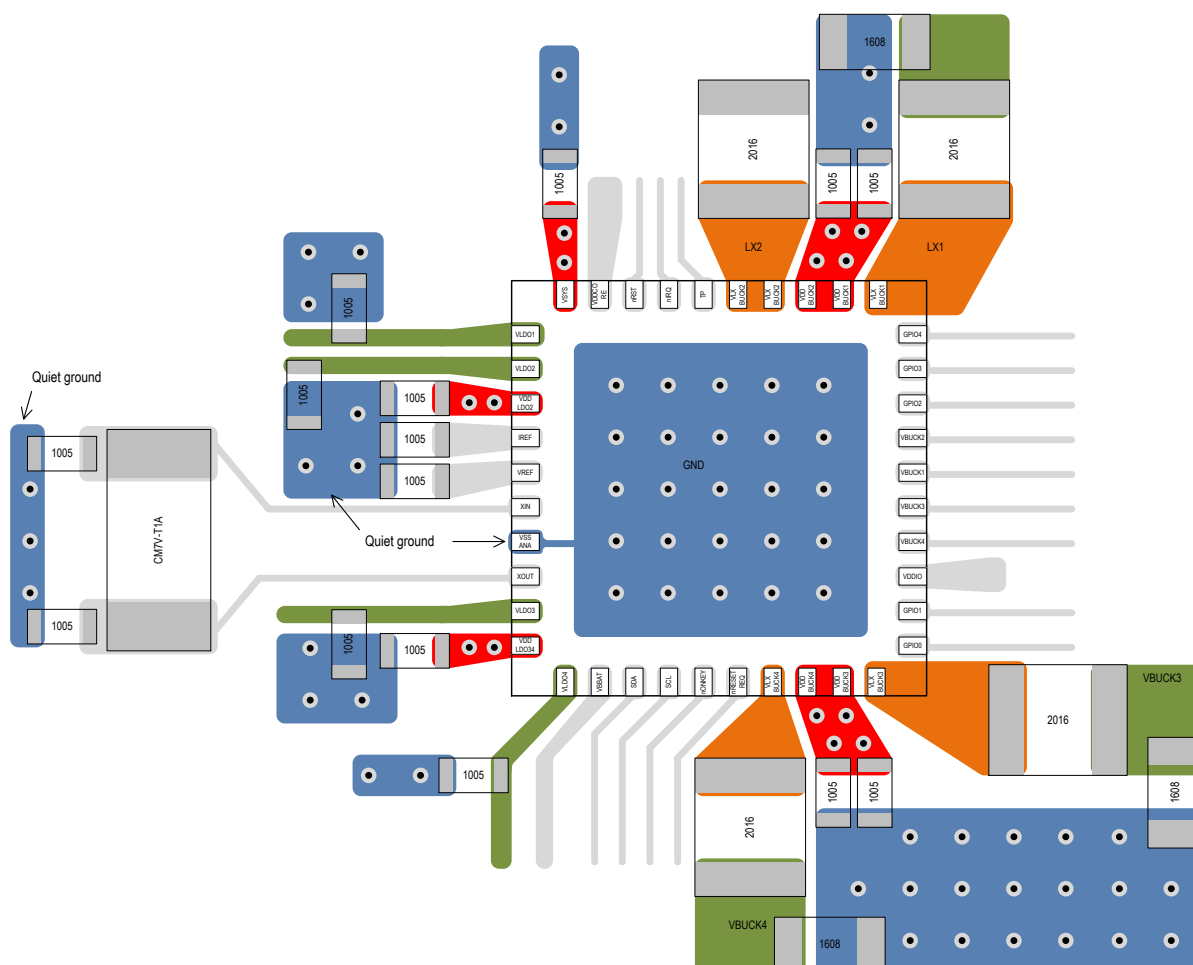 1608
2016
2016
1005
1005
1005
LX2
LX1
VSYS
VDDCO
RE
nRST
nIRQ
TP
VLX
BUCK2
VLX
BUCK2
VDD
BUCK2
VDD
BUCK1
VLX
BUCK1
1005
VLDO1
GPIO4
VLDO2
GPIO3
Quiet ground
1005
1005
VDD
LDO2
GPIO2
1005
IREF
VBUCK2
1005
1005
VREF
GND
VBUCK1
XIN
VBUCK3
CM7V-T1A
Quiet ground
VSS
ANA
VBUCK4
XOUT
VDDIO
1005
VLDO3
GPIO1
1005
1005
VDD
LDO34
GPIO0
VLDO4
VBBAT
SDA
SCL
nONKEY
nRESET
REQ
VLX
BUCK4
VDD
BUCK4
VDD
BUCK3
VLX
BUCK3
VBUCK3
2016
1005
1005
1005
1608
2016
VBUCK4
1608